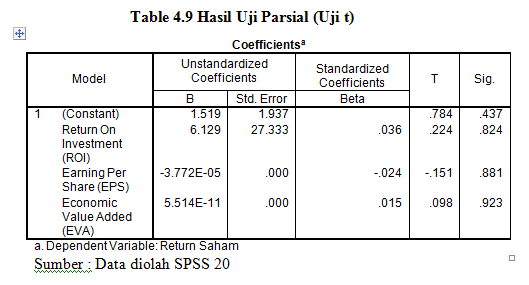 Table 4.9 Hasil Uji Parsial (Uji t)
Coefficientsª
Model Unstandardized Coefficients Standardized Coefficients T Sig.
B Std. Error Beta
1 (Constant) 1.519 1.937 .784 .437
Return On Investment (ROI) 6.129 27.333 .036 .224 .824
Earning Per Share (EPS) -3.772E-05 .000 -.024 -.151 .881
Economic Value Added (EVA) 5.514E-11 .000 .015 .098 .923
a. Dependent Variable: Return Saham
Sumber : Data diolah SPSS 20